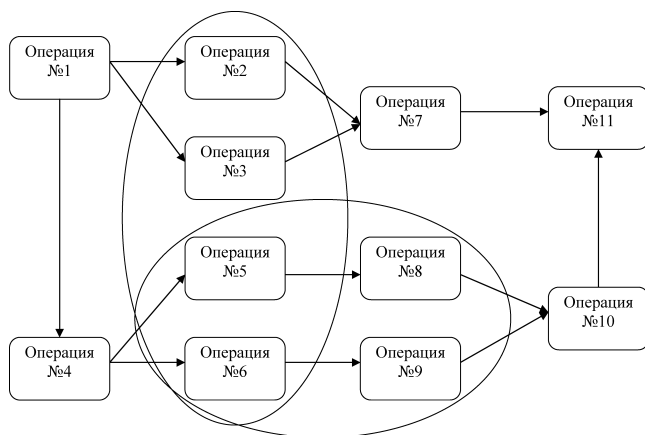 Операция
№1
Операция
№2
Операция
№3
Операция
№7
Операция
№11
Операция
№5
Операция
№8
Операция
№4
Операция
№6
Операция
№9
Операция
№10